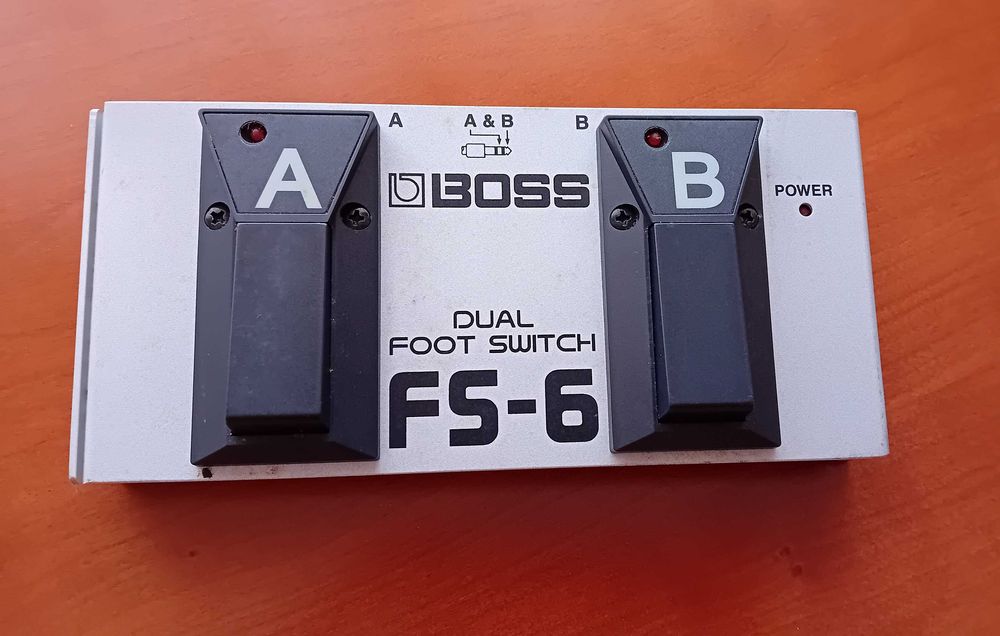 A
A & B
B
A
B
BOSS
POWER
DUAL
FOOT SWITCH
FS-6